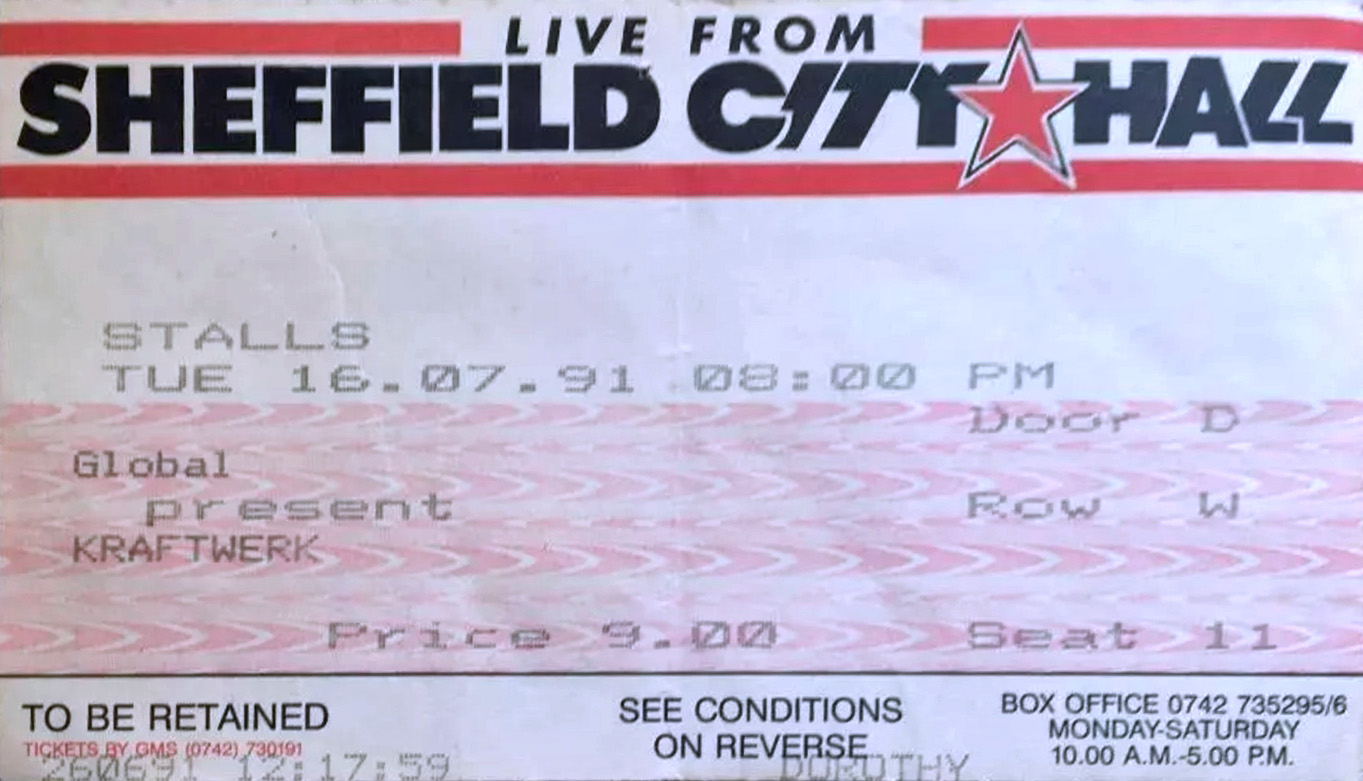 LIVE FROM
SHEFFIELD CITY HALL
STALLS
TUE 16.07.91 08:00 PM
Door D
Global
present
Row W
KRAFTWERK
Price 9.00 Seat 11
TO BE RETAINED
TICKETS BY GMS (0742) 730191
260691 12:17:59
SEE CONDITIONS
ON REVERSE
DOROTHY
BOX OFFICE 0742 735295/6
MONDAY-SATURDAY
10.00 A.M.-5.00 P.M.